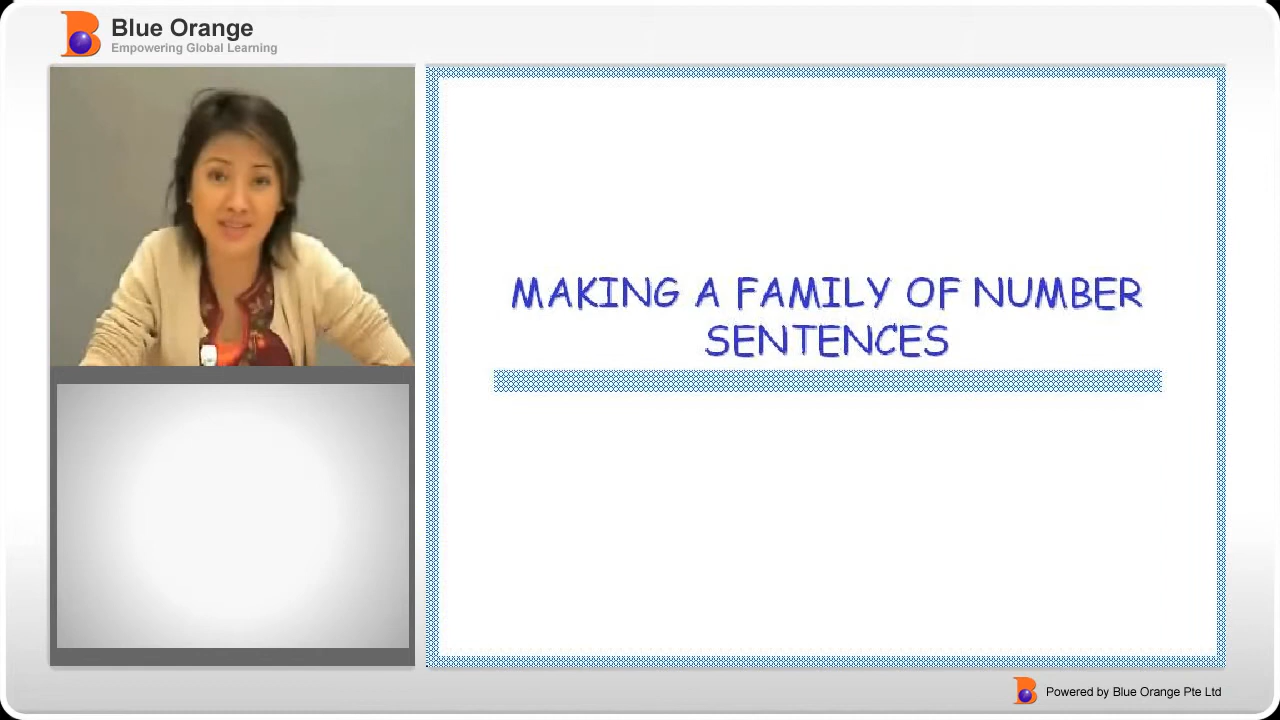 Blue Orange
Empowering Global Learning
MAKING A FAMILY OF NUMBER
SENTENCES
Powered by Blue Orange Pte Ltd